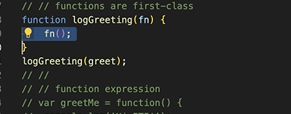 // // functions are first-class
function logGreeting(fn) {
fn();
}
logGreeting(greet);
// //
// // function expression
// var greetMe = function() {